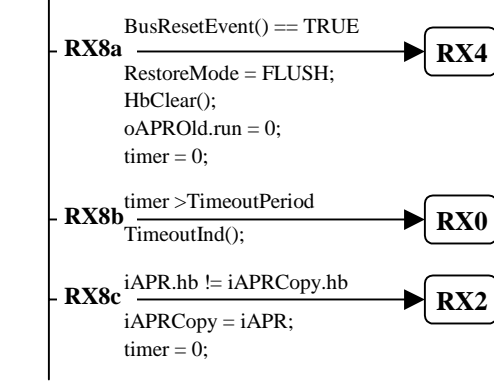 BusResetEvent() == TRUE
RX8a
RX4
RestoreMode = FLUSH;
HbClear();
oAPROld.run = 0;
timer = 0;
timer >TimeoutPeriod
RX8b
RX0
TimeoutInd();
iAPR.hb != iAPRCopy.hb
RX8c
RX2
iAPRCopy = iAPR;
timer = 0;